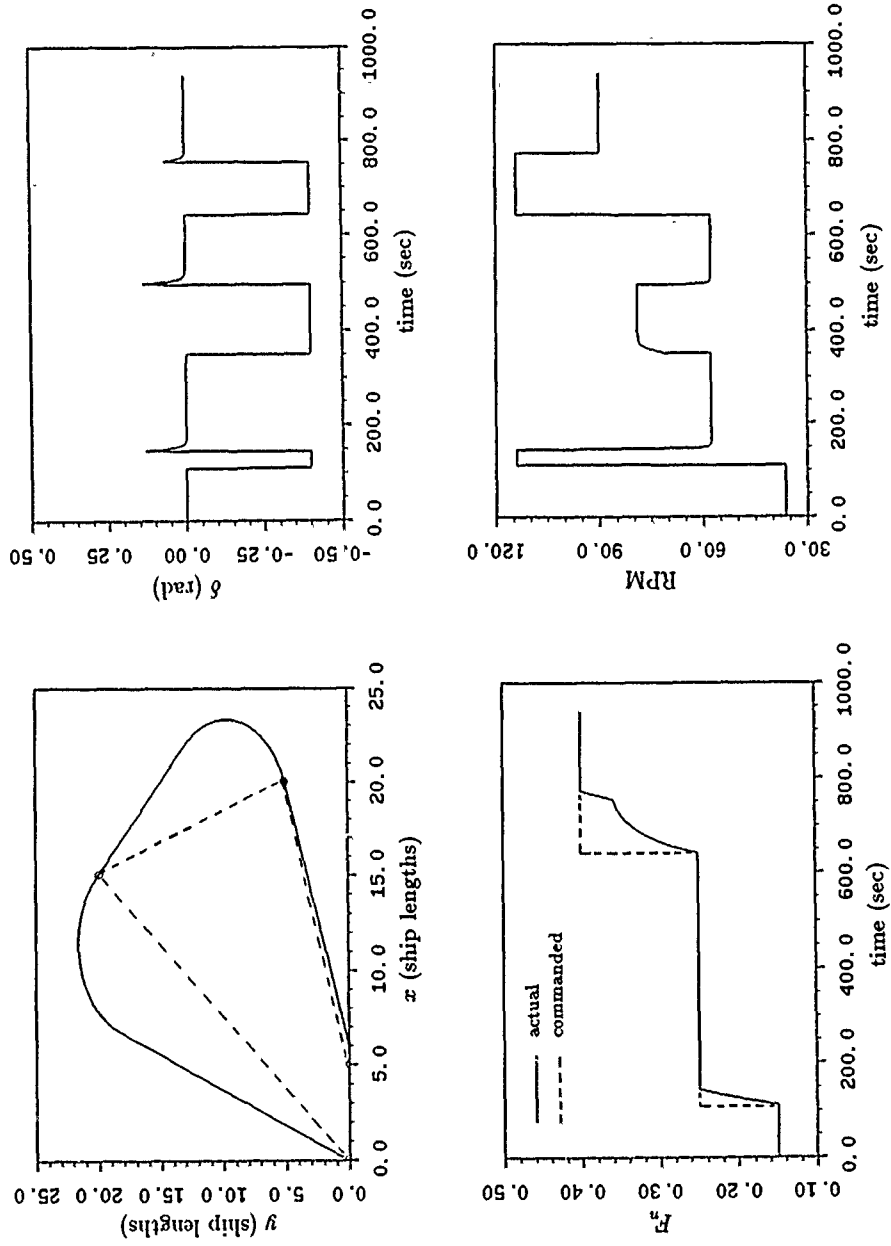 y (ship lengths)
25.0
20.0
15.0
10.0
5.0
0.0
0.0 5.0 10.0 15.0 20.0 25.0
x (ship lengths)
δ (rad)
0.50
0.25
0.00
-0.25
-0.50
0.0 200.0 400.0 600.0 800.0 1000.0
time (sec)
Fn
0.50
0.40
0.30
0.20
0.10
actual
commanded
0.0 200.0 400.0 600.0 800.0 1000.0
time (sec)
RPM
120.0
90.0
60.0
30.0
0.0 200.0 400.0 600.0 800.0 1000.0
time (sec)